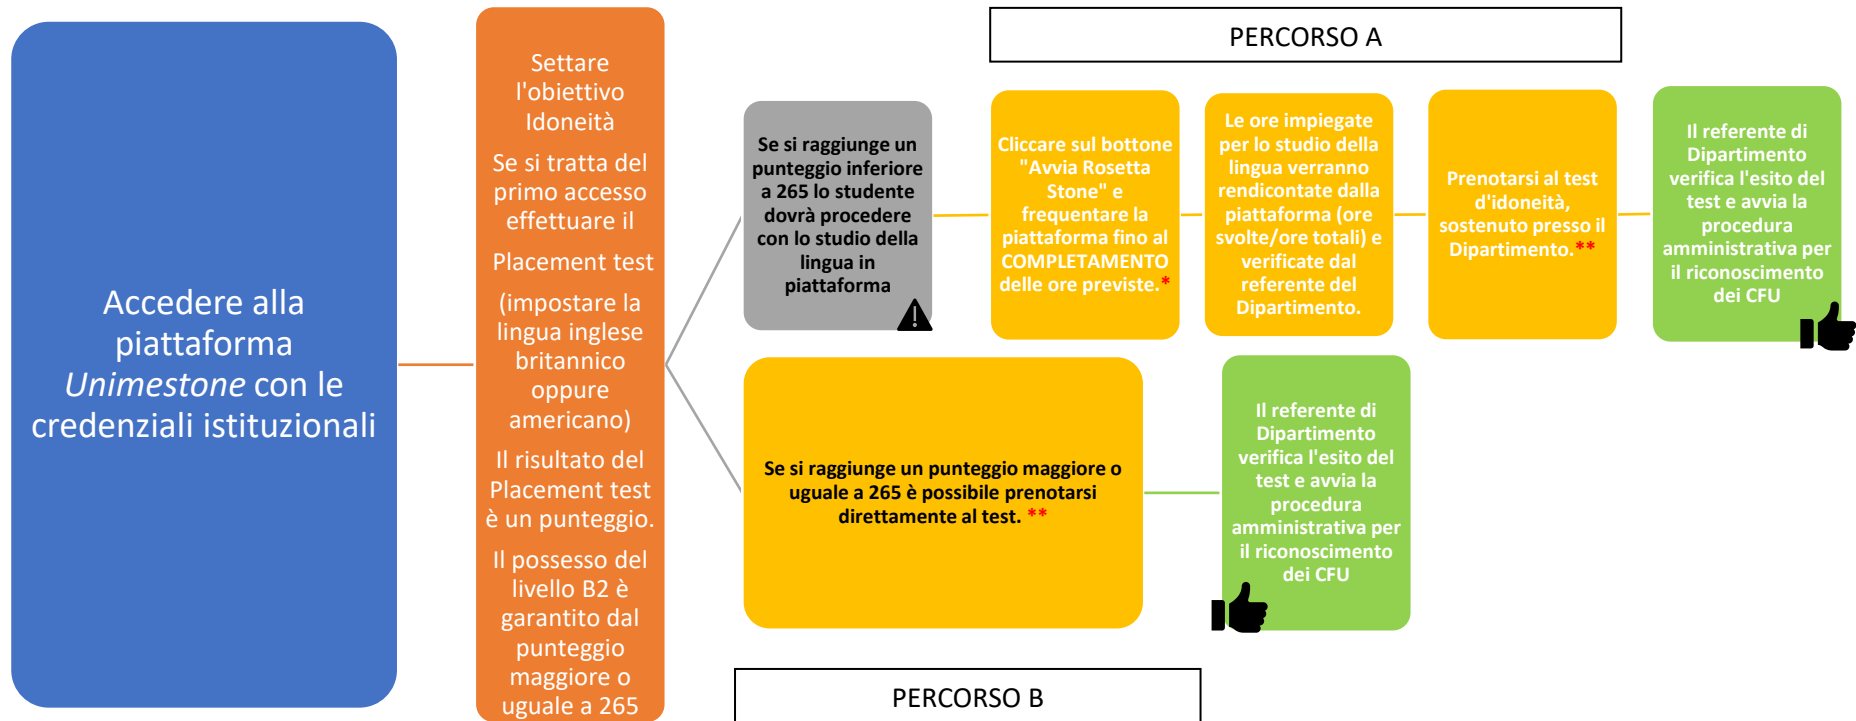 Accedere alla
piattaforma
Unimestone con le
credenziali istituzionali
Settare
l'obiettivo
Idoneità
Se si tratta del
primo accesso
effettuare il
Placement test
(impostare la
lingua inglese
britannico
oppure
americano)
Il risultato del
Placement test
è un punteggio.
Il possesso del
livello B2 è
garantito dal
punteggio
maggiore o
uguale a 265
PERCORSO A
Se si raggiunge un
punteggio inferiore
a 265 lo studente
dovrà procedere
con lo studio della
lingua in
piattaforma
Cliccare sul bottone
"Avvia Rosetta
Stone" e
frequentare la
piattaforma fino al
COMPLETAMENTO
delle ore previste.*
Le ore impiegate
per lo studio della
lingua verranno
rendicontate dalla
piattaforma (ore
svolte/ore totali) e
verificate dal
referente del
Dipartimento.
Prenotarsi al test
d'idoneità,
sostenuto presso il
Dipartimento.**
Il referente di
Dipartimento
verifica l'esito del
test e avvia la
procedura
amministrativa per
il riconoscimento
dei CFU
Se si raggiunge un punteggio maggiore o
uguale a 265 è possibile prenotarsi
direttamente al test. **
Il referente di
Dipartimento
verifica l'esito del
test e avvia la
procedura
amministrativa per
il riconoscimento
dei CFU
PERCORSO B